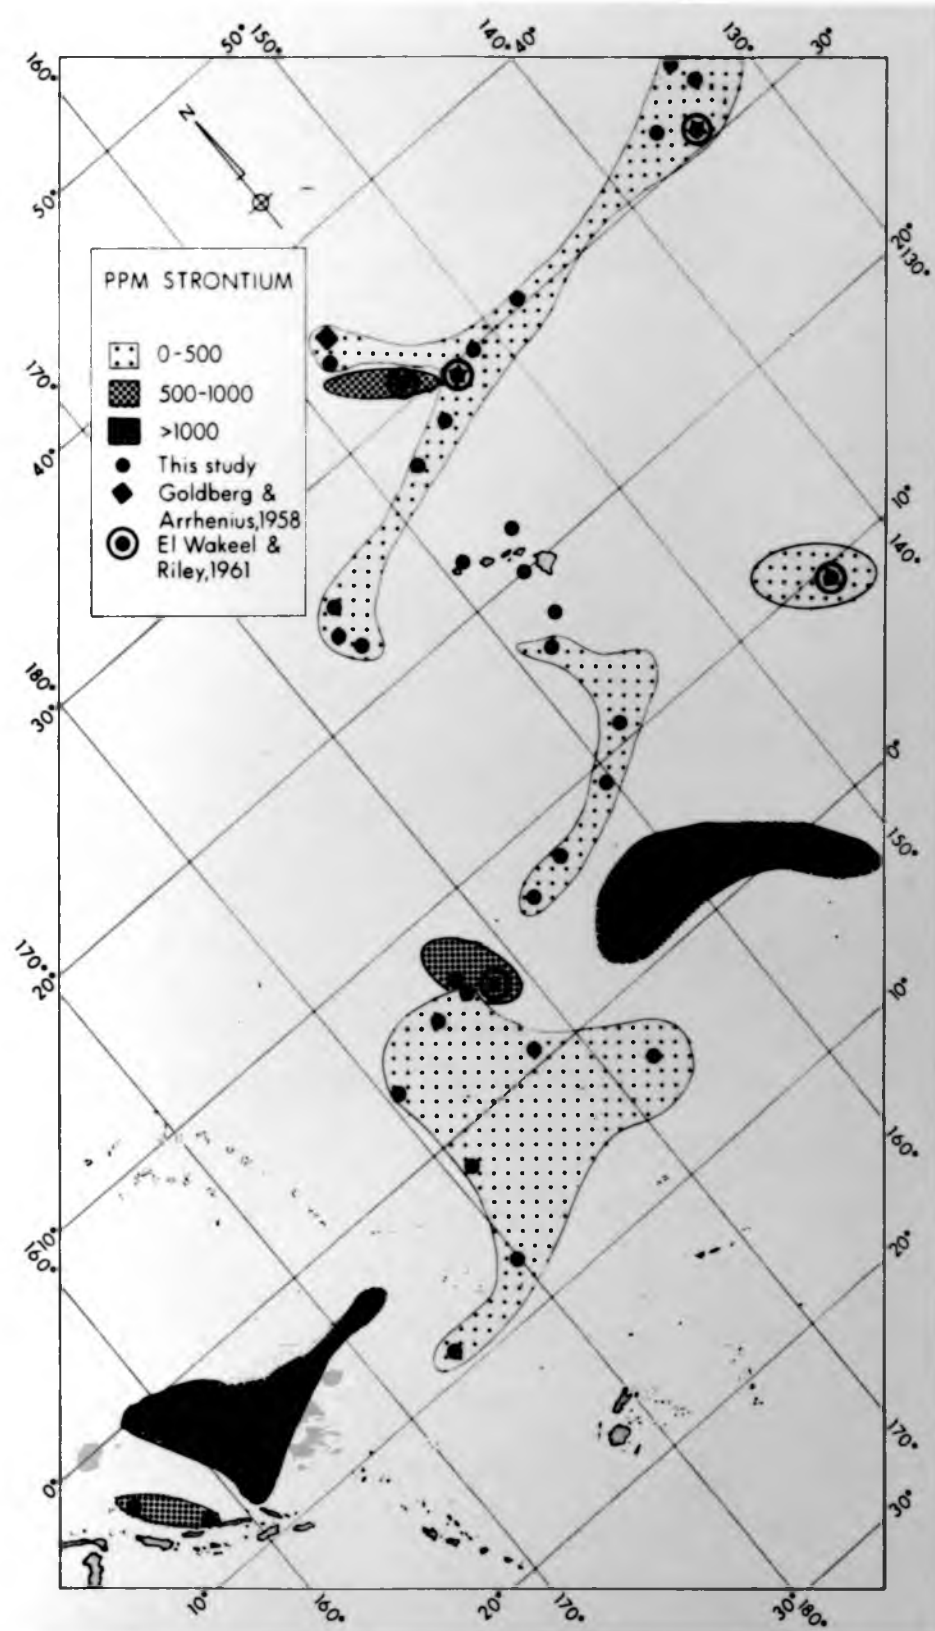 50° 150° 140° 40° 130° 30°
160°
N
50°
20°
130°
PPM STRONTIUM
0-500
170°
500-1000
>1000
40°
This study
Goldberg &
Arrhenius,1958
El Wakeel &
Riley,1961
10°
140°
180°
30°
0°
150°
170°
20°
10°
160°
10°
160°
20°
170°
0°
30°
10° 160° 20° 170° 30° 180°